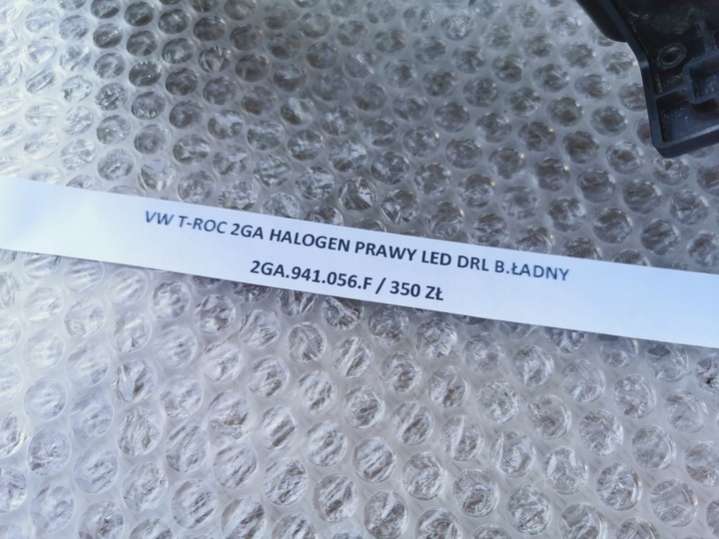 VW T-ROC 2GA HALOGEN PRAWY LED DRL B.ŁADNY
2GA.941.056.F / 350 ZŁ